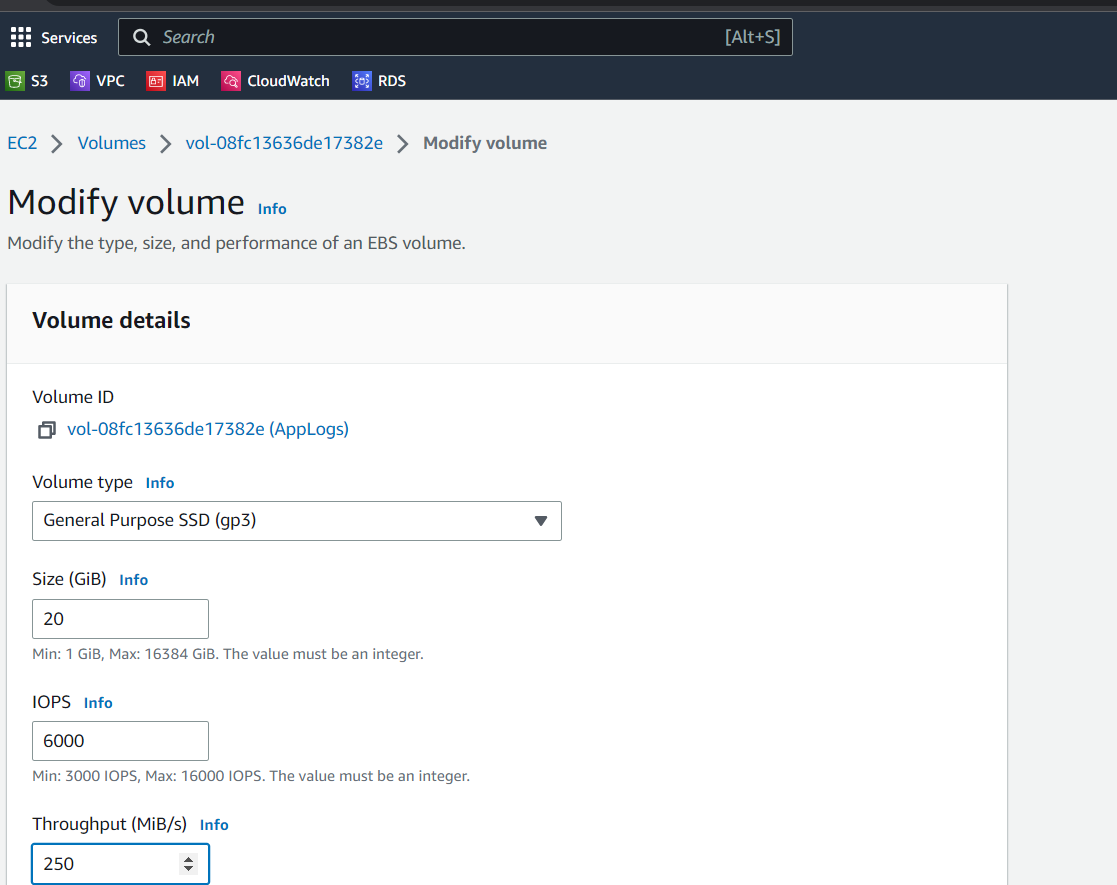 Services Search [Alt+S]
S3 VPC IAM CloudWatch RDS
EC2 Volumes vol-08fc13636de17382e Modify volume
Modify volume Info
Modify the type, size, and performance of an EBS volume.
Volume details
Volume ID
vol-08fc13636de17382e (AppLogs)
Volume type Info
General Purpose SSD (gp3)
Size (GiB) Info
20
Min: 1 GiB, Max: 16384 GiB. The value must be an integer.
IOPS Info
6000
Min: 3000 IOPS, Max: 16000 IOPS. The value must be an integer.
Throughput (MiB/s) Info
250